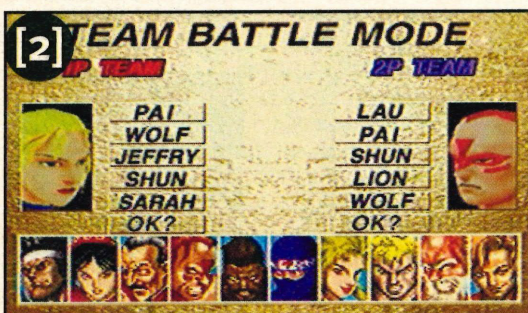 [2]
TEAM BATTLE MODE
1P TEAM
2P TEAM
PAI
WOLF
JEFFRY
SHUN
SARAH
OK?
LAU
PAI
SHUN
LION
WOLF
OK?